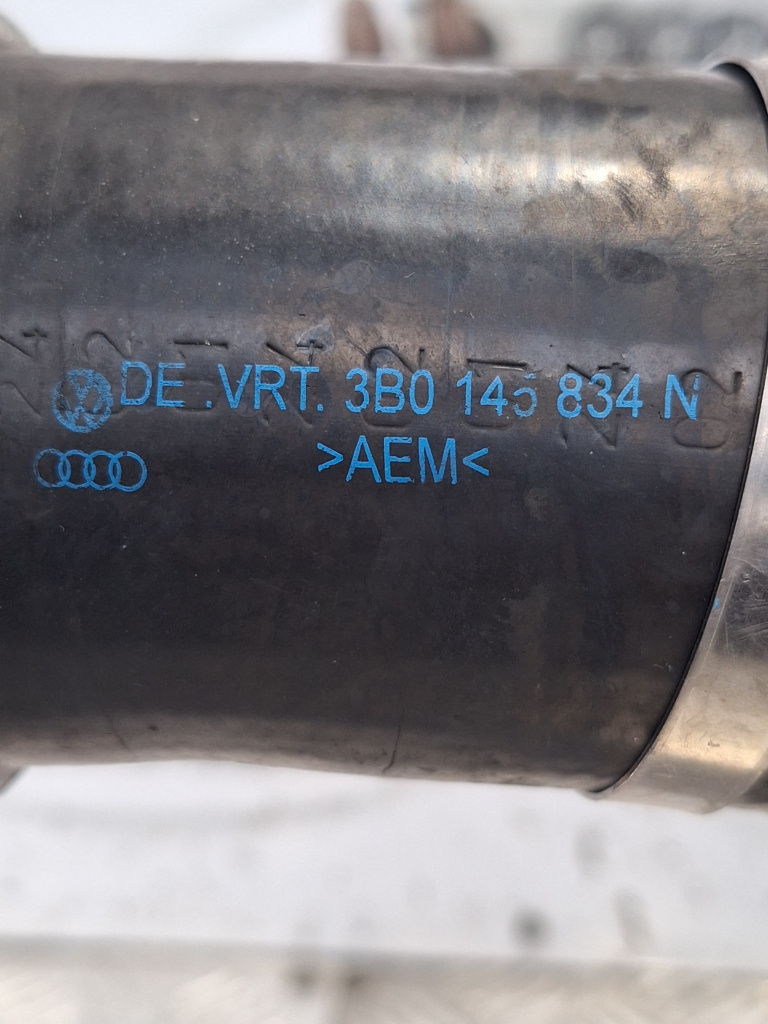 DE .VRT. 3B0 145 834 N
>AEM<